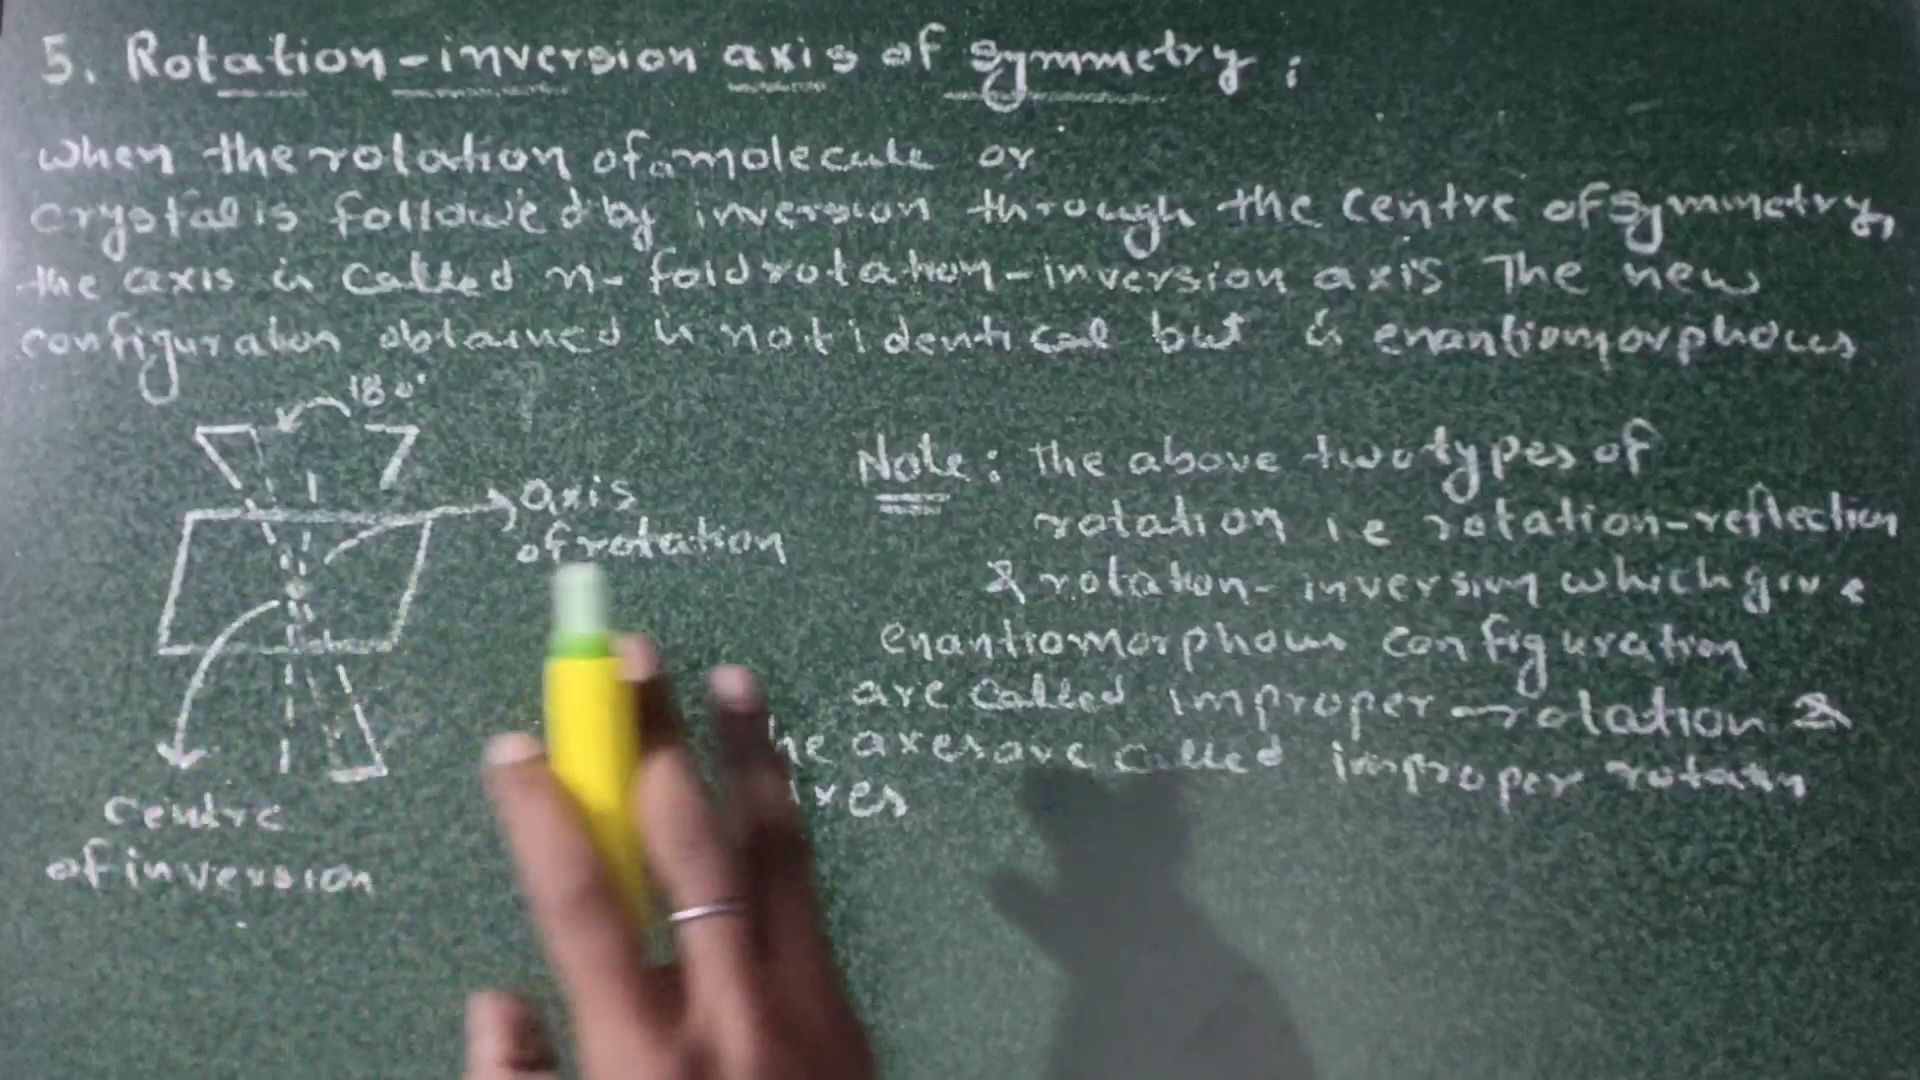 5. Rotation-inversion axis of symmetry:
when the rotation of a molecule or
crystal is followed by inversion through the centre of symmetry,
the axis is called n-fold rotation-inversion axis The new
configuration obtained is not identical but is enantiomorphous
180°
axis
of rotation
Centre
of inversion
Note: the above two types of
rotation i.e rotation-reflection
& rotation-inversion which give
enantiomorphous configuration
are called improper-rotation &
he axes are called improper rotation
xes